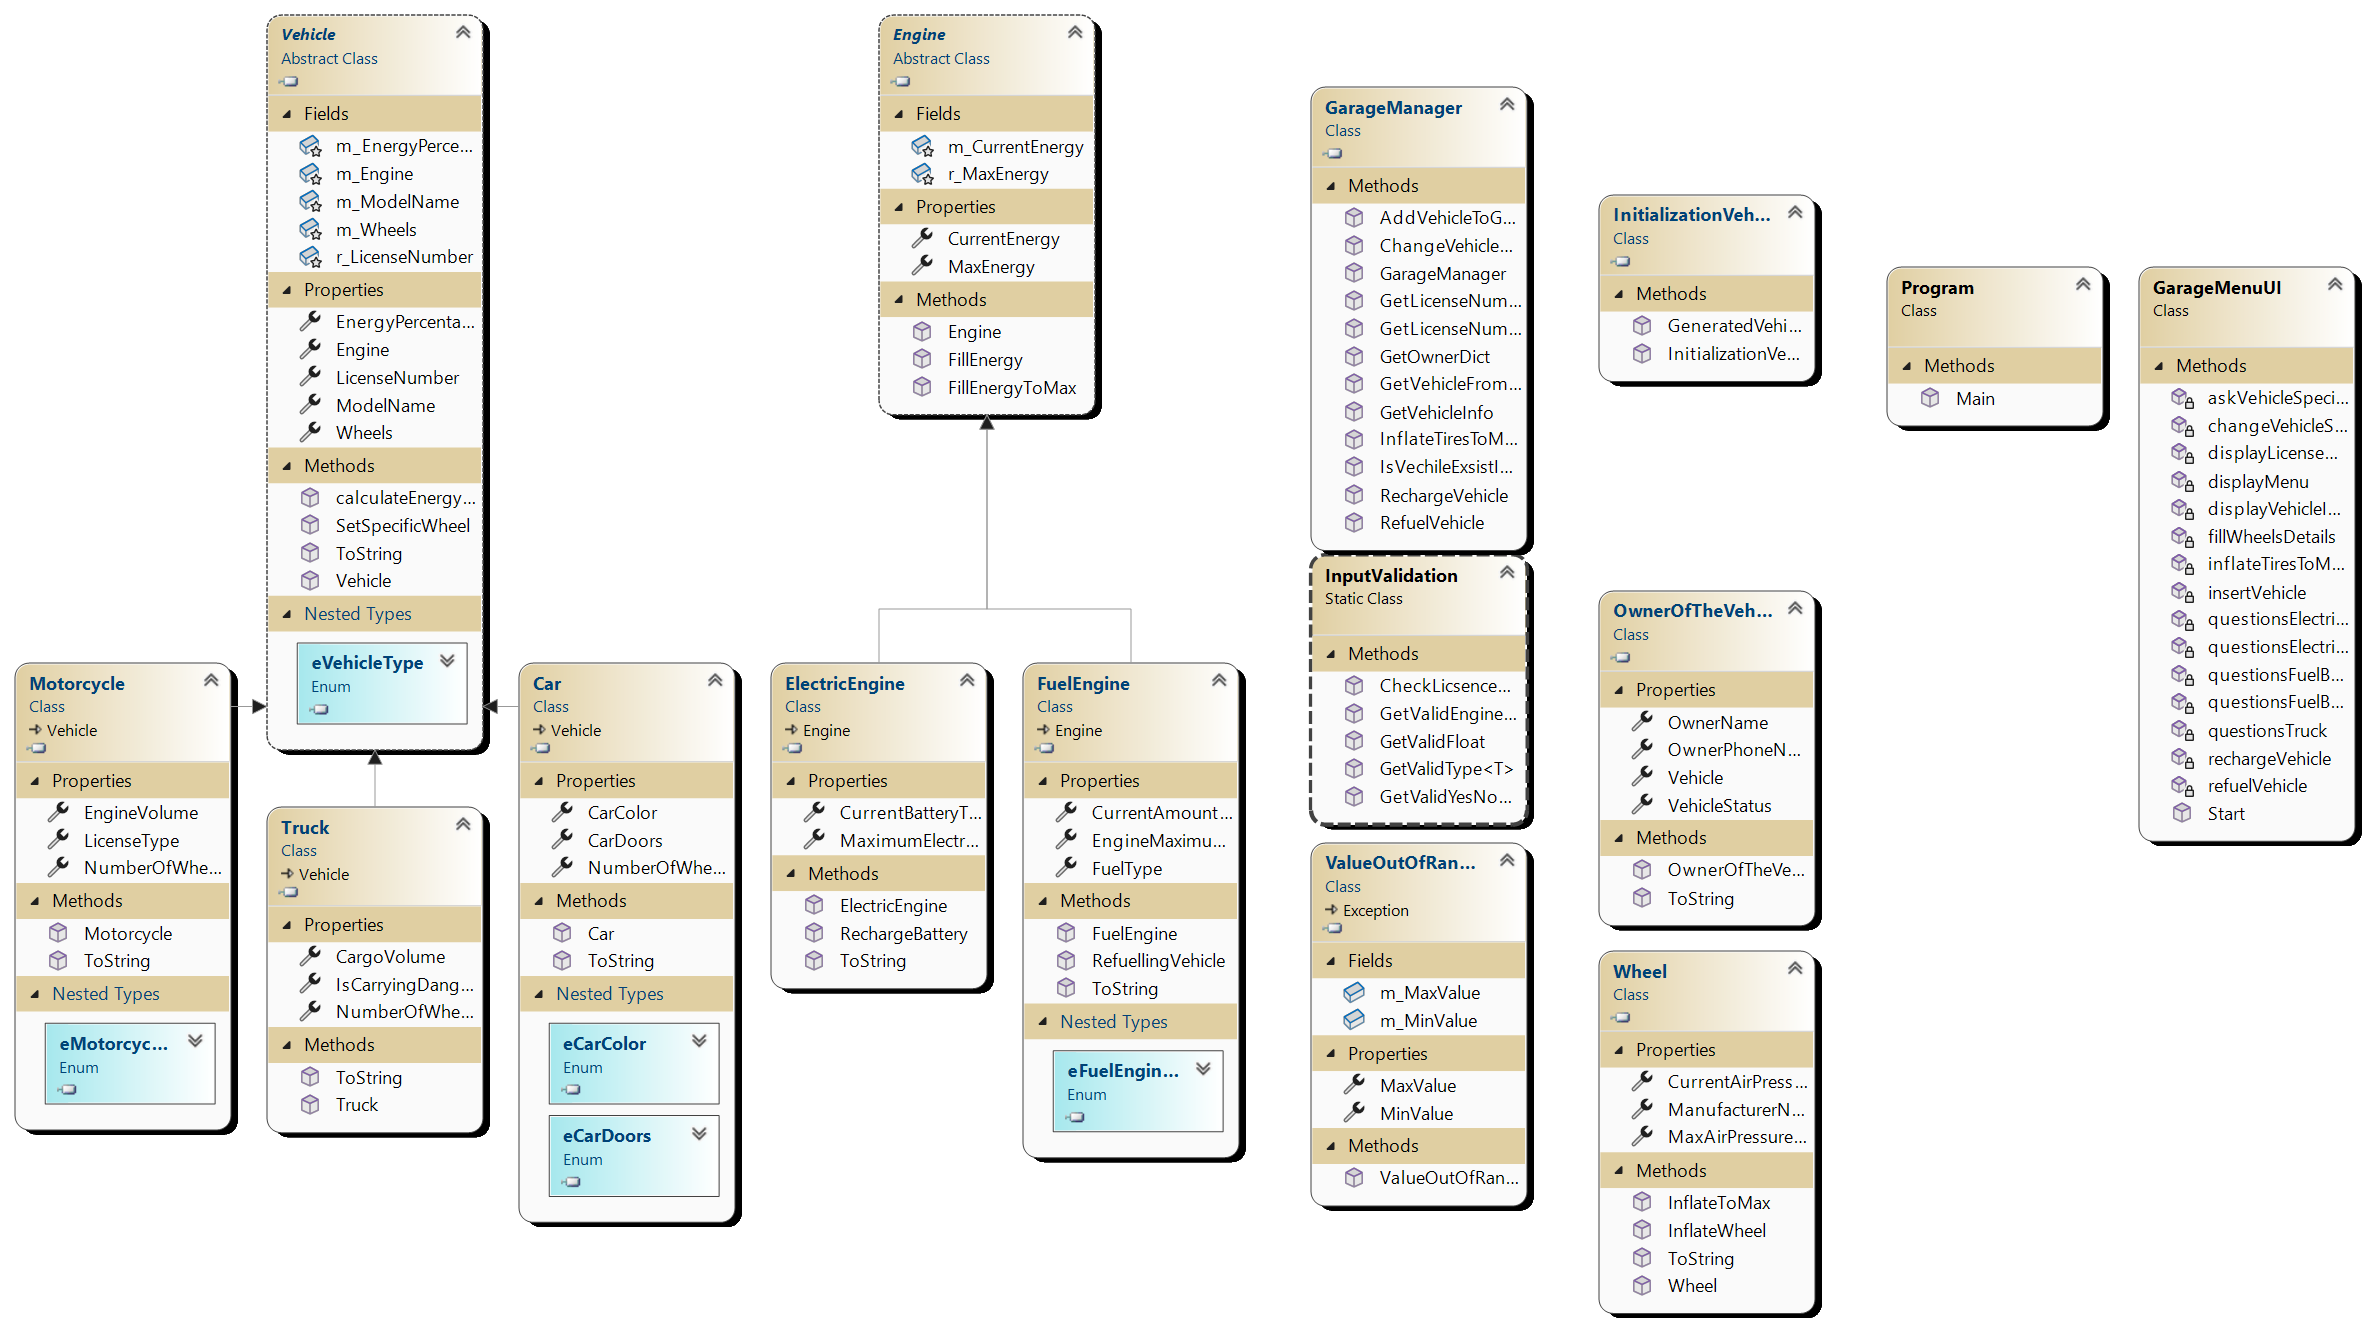 Vehicle
Abstract Class
Fields
m_EnergyPerce...
m_Engine
m_ModelName
m_Wheels
r_LicenseNumber
Properties
EnergyPercenta...
Engine
LicenseNumber
ModelName
Wheels
Methods
calculateEnergy...
SetSpecificWheel
ToString
Vehicle
Nested Types
eVehicleType
Enum
Motorcycle
Class
Vehicle
Properties
EngineVolume
LicenseType
NumberOfWhe...
Methods
Motorcycle
ToString
Nested Types
eMotorcyc...
Enum
Truck
Class
Vehicle
Properties
CargoVolume
IsCarryingDang...
NumberOfWhe...
Methods
ToString
Truck
Car
Class
Vehicle
Properties
CarColor
CarDoors
NumberOfWhe...
Methods
Car
ToString
Nested Types
eCarColor
Enum
eCarDoors
Enum
Engine
Abstract Class
Fields
m_CurrentEnergy
r_MaxEnergy
Properties
CurrentEnergy
MaxEnergy
Methods
Engine
FillEnergy
FillEnergyToMax
ElectricEngine
Class
Engine
Properties
CurrentBatteryT...
MaximumElectr...
Methods
ElectricEngine
RechargeBattery
ToString
FuelEngine
Class
Engine
Properties
CurrentAmount...
EngineMaximu...
FuelType
Methods
FuelEngine
RefuellingVehicle
ToString
Nested Types
eFuelEngin...
Enum
GarageManager
Class
Methods
AddVehicleToG...
ChangeVehicle...
GarageManager
GetLicenseNum...
GetLicenseNum...
GetOwnerDict
GetVehicleFrom...
GetVehicleInfo
InflateTiresToM...
IsVechileExsistI...
RechargeVehicle
RefuelVehicle
InputValidation
Static Class
Methods
CheckLicsence...
GetValidEngine...
GetValidFloat
GetValidType<T>
GetValidYesNo...
ValueOutOfRan...
Class
Exception
Fields
m_MaxValue
m_MinValue
Properties
MaxValue
MinValue
Methods
ValueOutOfRan...
InitializationVeh...
Class
Methods
GeneratedVehi...
InitializationVe...
OwnerOfTheVeh...
Class
Properties
OwnerName
OwnerPhoneN...
Vehicle
VehicleStatus
Methods
OwnerOfTheVe...
ToString
Wheel
Class
Properties
CurrentAirPress...
ManufacturerN...
MaxAirPressure...
Methods
InflateToMax
InflateWheel
ToString
Wheel
Program
Class
Methods
Main
GarageMenuUI
Class
Methods
askVehicleSpeci...
changeVehicleS...
displayLicense...
displayMenu
displayVehicleI...
fillWheelsDetails
inflateTiresToM...
insertVehicle
questionsElectri...
questionsElectri...
questionsFuelB...
questionsFuelB...
questionsTruck
rechargeVehicle
refuelVehicle
Start